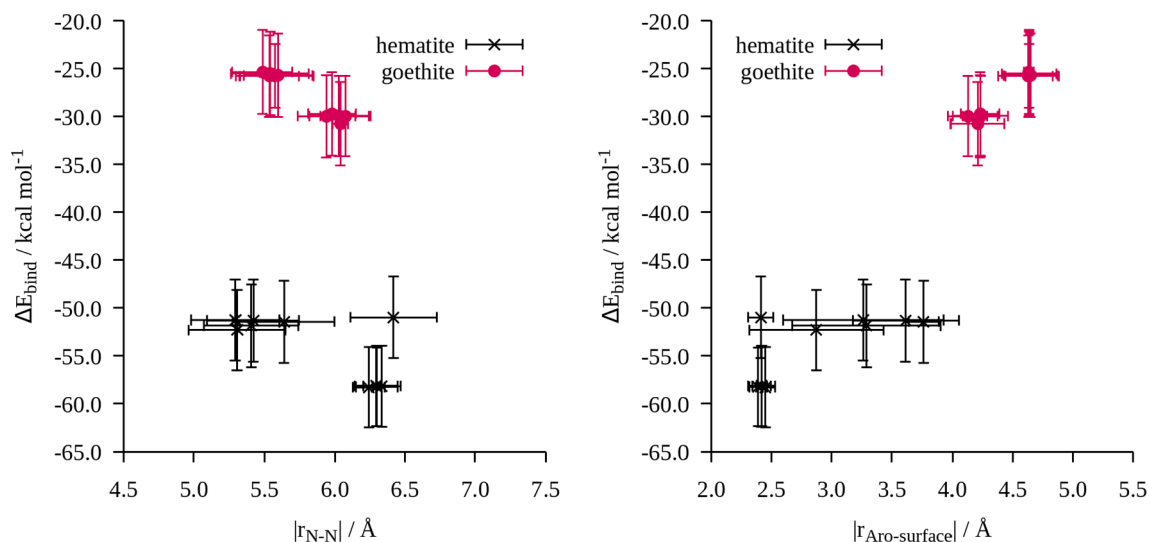 -20.0
-25.0
-30.0
-35.0
-40.0
-45.0
-50.0
-55.0
-60.0
-65.0
4.5 5.0 5.5 6.0 6.5 7.0 7.5
ΔE_bind / kcal mol⁻¹
|r_N-N| / Å
hematite
goethite
-20.0
-25.0
-30.0
-35.0
-40.0
-45.0
-50.0
-55.0
-60.0
-65.0
2.0 2.5 3.0 3.5 4.0 4.5 5.0 5.5
ΔE_bind / kcal mol⁻¹
|r_Aro-surface| / Å
hematite
goethite